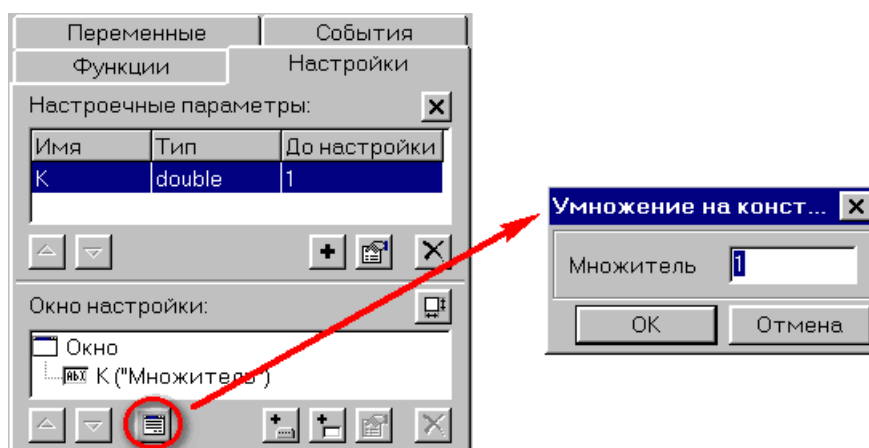 Переменные
События
Функции
Настройки
Настроечные параметры:
Имя Тип До настройки
K double 1
Окно настройки:
Окно
K ("Множитель")
Умножение на конст...
Множитель 1
OK Отмена